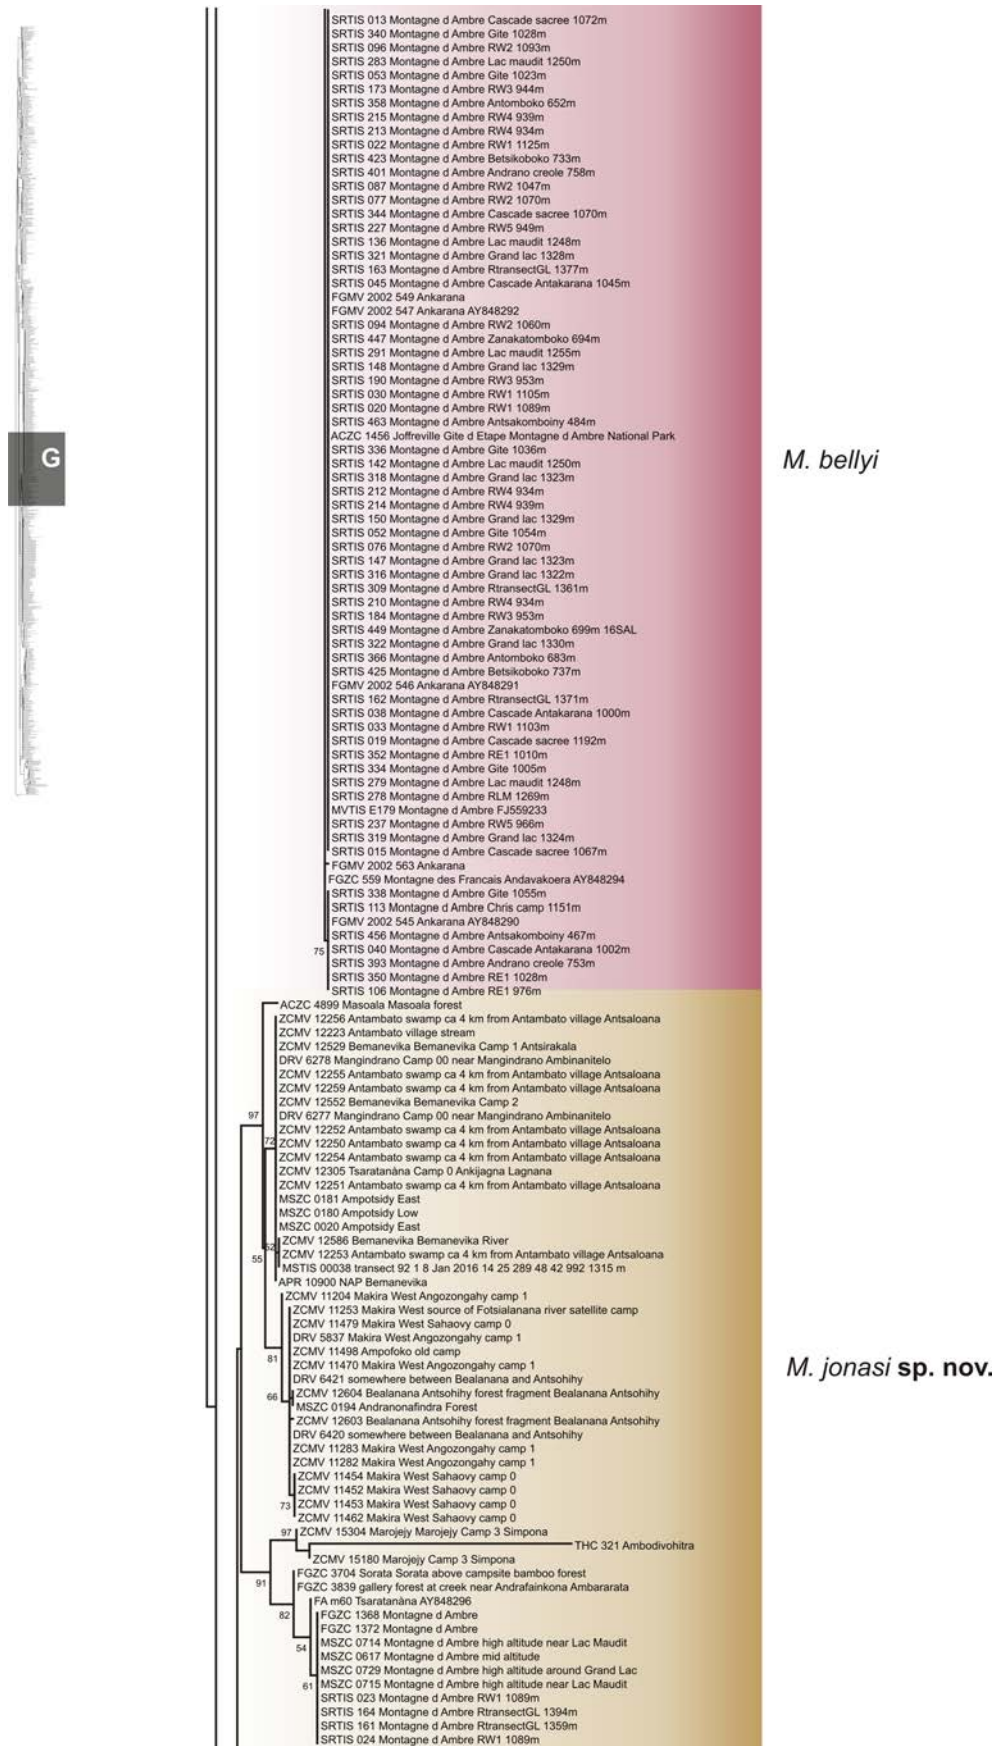 SRTIS 013 Montagne d Ambre Cascade sacree 1072m
SRTIS 340 Montagne d Ambre Gite 1028m
SRTIS 096 Montagne d Ambre RW2 1093m
SRTIS 283 Montagne d Ambre Lac maudit 1250m
SRTIS 053 Montagne d Ambre Gite 1023m
SRTIS 173 Montagne d Ambre RW3 944m
SRTIS 358 Montagne d Ambre Antomboko 652m
SRTIS 215 Montagne d Ambre RW4 939m
SRTIS 213 Montagne d Ambre RW4 934m
SRTIS 022 Montagne d Ambre RW1 1125m
SRTIS 423 Montagne d Ambre Betsikoboko 733m
SRTIS 401 Montagne d Ambre Andrano creole 758m
SRTIS 087 Montagne d Ambre RW2 1047m
SRTIS 077 Montagne d Ambre RW2 1070m
SRTIS 344 Montagne d Ambre Cascade sacree 1070m
SRTIS 227 Montagne d Ambre RW5 949m
SRTIS 136 Montagne d Ambre Lac maudit 1248m
SRTIS 321 Montagne d Ambre Grand lac 1328m
SRTIS 163 Montagne d Ambre RtransectGL 1377m
SRTIS 045 Montagne d Ambre Cascade Antakarana 1045m
FGMV 2002 549 Ankarana
FGMV 2002 547 Ankarana AY848292
SRTIS 094 Montagne d Ambre RW2 1060m
SRTIS 447 Montagne d Ambre Zanakatomboko 694m
SRTIS 291 Montagne d Ambre Lac maudit 1255m
SRTIS 148 Montagne d Ambre Grand lac 1329m
SRTIS 190 Montagne d Ambre RW3 953m
SRTIS 030 Montagne d Ambre RW1 1105m
SRTIS 020 Montagne d Ambre RW1 1089m
SRTIS 463 Montagne d Ambre Antsakomboiny 484m
ACZC 1456 Joffreville Gite d Etape Montagne d Ambre National Park
SRTIS 336 Montagne d Ambre Gite 1036m
G
SRTIS 142 Montagne d Ambre Lac maudit 1250m
M. bellyi
SRTIS 318 Montagne d Ambre Grand lac 1323m
SRTIS 212 Montagne d Ambre RW4 934m
SRTIS 214 Montagne d Ambre RW4 939m
SRTIS 150 Montagne d Ambre Grand lac 1329m
SRTIS 052 Montagne d Ambre Gite 1054m
SRTIS 076 Montagne d Ambre RW2 1070m
SRTIS 147 Montagne d Ambre Grand lac 1323m
SRTIS 316 Montagne d Ambre Grand lac 1322m
SRTIS 309 Montagne d Ambre RtransectGL 1361m
SRTIS 210 Montagne d Ambre RW4 934m
SRTIS 184 Montagne d Ambre RW3 953m
SRTIS 449 Montagne d Ambre Zanakatomboko 699m 16SAL
SRTIS 322 Montagne d Ambre Grand lac 1330m
SRTIS 366 Montagne d Ambre Antomboko 683m
SRTIS 425 Montagne d Ambre Betsikoboko 737m
FGMV 2002 546 Ankarana AY848291
SRTIS 162 Montagne d Ambre RtransectGL 1371m
SRTIS 038 Montagne d Ambre Cascade Antakarana 1000m
SRTIS 033 Montagne d Ambre RW1 1103m
SRTIS 019 Montagne d Ambre Cascade sacree 1192m
SRTIS 352 Montagne d Ambre RE1 1010m
SRTIS 334 Montagne d Ambre Gite 1005m
SRTIS 279 Montagne d Ambre Lac maudit 1248m
SRTIS 278 Montagne d Ambre RLM 1269m
MVTIS E179 Montagne d Ambre FJ559233
SRTIS 237 Montagne d Ambre RW5 966m
SRTIS 319 Montagne d Ambre Grand lac 1324m
SRTIS 015 Montagne d Ambre Cascade sacree 1067m
FGMV 2002 563 Ankarana
FGZC 559 Montagne des Francais Andavakoera AY848294
SRTIS 338 Montagne d Ambre Gite 1055m
SRTIS 113 Montagne d Ambre Chris camp 1151m
FGMV 2002 545 Ankarana AY848290
SRTIS 456 Montagne d Ambre Antsakomboiny 467m
75
SRTIS 040 Montagne d Ambre Cascade Antakarana 1002m
SRTIS 393 Montagne d Ambre Andrano creole 753m
SRTIS 350 Montagne d Ambre RE1 1028m
SRTIS 106 Montagne d Ambre RE1 976m
ACZC 4899 Masoala Masoala forest
ZCMV 12256 Antambato swamp ca 4 km from Antambato village Antsaloana
ZCMV 12223 Antambato village stream
ZCMV 12529 Bemanevika Bemanevika Camp 1 Antsirakala
DRV 6278 Mangindrano Camp 00 near Mangindrano Ambinanitelo
ZCMV 12255 Antambato swamp ca 4 km from Antambato village Antsaloana
ZCMV 12259 Antambato swamp ca 4 km from Antambato village Antsaloana
ZCMV 12552 Bemanevika Bemanevika Camp 2
97
DRV 6277 Mangindrano Camp 00 near Mangindrano Ambinanitelo
ZCMV 12252 Antambato swamp ca 4 km from Antambato village Antsaloana
72
ZCMV 12250 Antambato swamp ca 4 km from Antambato village Antsaloana
ZCMV 12254 Antambato swamp ca 4 km from Antambato village Antsaloana
ZCMV 12305 Tsaratanàna Camp 0 Ankijagna Lagnana
ZCMV 12251 Antambato swamp ca 4 km from Antambato village Antsaloana
MSZC 0181 Ampotsidy East
MSZC 0180 Ampotsidy Low
MSZC 0020 Ampotsidy East
ZCMV 12586 Bemanevika Bemanevika River
52
ZCMV 12253 Antambato swamp ca 4 km from Antambato village Antsaloana
55
MSTIS 00038 transect 92 1 8 Jan 2016 14 25 289 48 42 992 1315 m
APR 10900 NAP Bemanevika
ZCMV 11204 Makira West Angozongahy camp 1
ZCMV 11253 Makira West source of Fotsialanana river satellite camp
ZCMV 11479 Makira West Sahaovy camp 0
DRV 5837 Makira West Angozongahy camp 1
81
ZCMV 11498 Ampofoko old camp
ZCMV 11470 Makira West Angozongahy camp 1
M. jonasi sp. nov.
DRV 6421 somewhere between Bealanana and Antsohihy
66
ZCMV 12604 Bealanana Antsohihy forest fragment Bealanana Antsohihy
MSZC 0194 Andranonafindra Forest
ZCMV 12603 Bealanana Antsohihy forest fragment Bealanana Antsohihy
DRV 6420 somewhere between Bealanana and Antsohihy
ZCMV 11283 Makira West Angozongahy camp 1
ZCMV 11282 Makira West Angozongahy camp 1
ZCMV 11454 Makira West Sahaovy camp 0
ZCMV 11452 Makira West Sahaovy camp 0
73
ZCMV 11453 Makira West Sahaovy camp 0
ZCMV 11462 Makira West Sahaovy camp 0
97
ZCMV 15304 Marojejy Marojejy Camp 3 Simpona
THC 321 Ambodivohitra
ZCMV 15180 Marojejy Camp 3 Simpona
FGZC 3704 Sorata Sorata above campsite bamboo forest
91
FGZC 3839 gallery forest at creek near Andrafainkona Ambararata
FA m60 Tsaratanàna AY848296
82
FGZC 1368 Montagne d Ambre
FGZC 1372 Montagne d Ambre
54
MSZC 0714 Montagne d Ambre high altitude near Lac Maudit
MSZC 0617 Montagne d Ambre mid altitude
MSZC 0729 Montagne d Ambre high altitude around Grand Lac
61
MSZC 0715 Montagne d Ambre high altitude near Lac Maudit
SRTIS 023 Montagne d Ambre RW1 1089m
SRTIS 164 Montagne d Ambre RtransectGL 1394m
SRTIS 161 Montagne d Ambre RtransectGL 1359m
SRTIS 024 Montagne d Ambre RW1 1089m